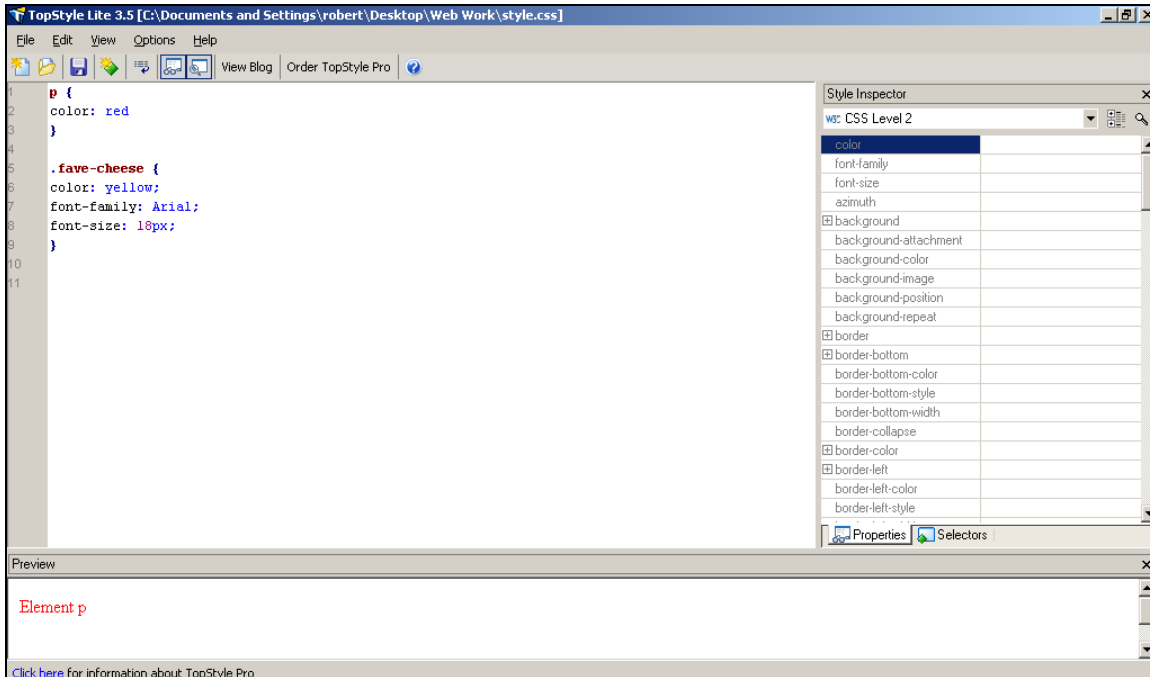 TopStyle Lite 3.5 [C:\Documents and Settings\robert\Desktop\Web Work\style.css]
File Edit View Options Help
View Blog Order TopStyle Pro
1 p {
2 color: red
3 }
4
5 .fave-cheese {
6 color: yellow;
7 font-family: Arial;
8 font-size: 18px;
9 }
10
11
Style Inspector
W3C CSS Level 2
color
font-family
font-size
azimuth
background
background-attachment
background-color
background-image
background-position
background-repeat
border
border-bottom
border-bottom-color
border-bottom-style
border-bottom-width
border-collapse
border-color
border-left
border-left-color
border-left-style
Properties Selectors
Preview
Element p
Click here for information about TopStyle Pro